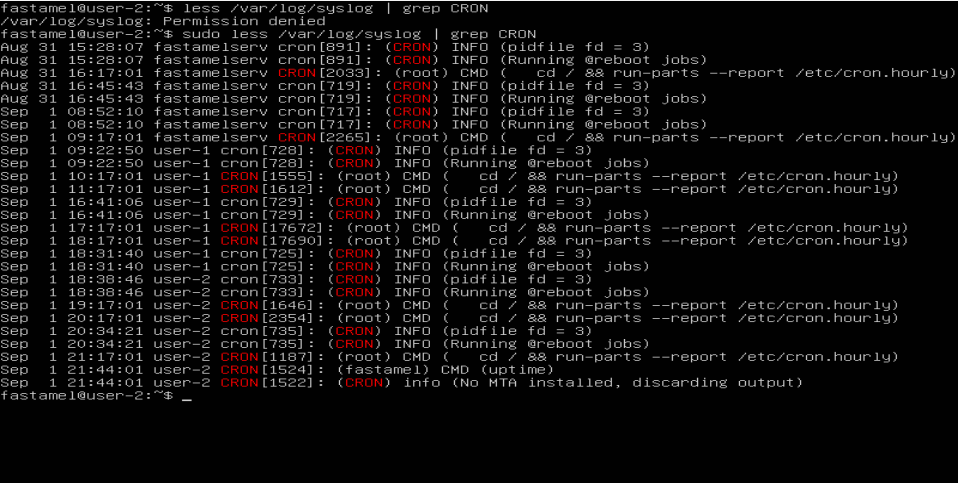 fastamel@user-2:~$ less /var/log/syslog | grep CRON
/var/log/syslog: Permission denied
fastamel@user-2:~$ sudo less /var/log/syslog | grep CRON
Aug 31 15:28:07 fastamelserv cron[891]: (CRON) INFO (pidfile fd = 3)
Aug 31 15:28:07 fastamelserv cron[891]: (CRON) INFO (Running @reboot jobs)
Aug 31 16:17:01 fastamelserv CRON[2033]: (root) CMD (   cd / && run-parts --report /etc/cron.hourly)
Aug 31 16:45:43 fastamelserv cron[719]: (CRON) INFO (pidfile fd = 3)
Aug 31 16:45:43 fastamelserv cron[719]: (CRON) INFO (Running @reboot jobs)
Sep  1 08:52:10 fastamelserv cron[717]: (CRON) INFO (pidfile fd = 3)
Sep  1 08:52:10 fastamelserv cron[717]: (CRON) INFO (Running @reboot jobs)
Sep  1 09:17:01 fastamelserv CRON[2265]: (root) CMD (   cd / && run-parts --report /etc/cron.hourly)
Sep  1 09:22:50 user-1 cron[728]: (CRON) INFO (pidfile fd = 3)
Sep  1 09:22:50 user-1 cron[728]: (CRON) INFO (Running @reboot jobs)
Sep  1 10:17:01 user-1 CRON[1555]: (root) CMD (   cd / && run-parts --report /etc/cron.hourly)
Sep  1 11:17:01 user-1 CRON[1612]: (root) CMD (   cd / && run-parts --report /etc/cron.hourly)
Sep  1 16:41:06 user-1 cron[729]: (CRON) INFO (pidfile fd = 3)
Sep  1 16:41:06 user-1 cron[729]: (CRON) INFO (Running @reboot jobs)
Sep  1 17:17:01 user-1 CRON[17672]: (root) CMD (   cd / && run-parts --report /etc/cron.hourly)
Sep  1 18:17:01 user-1 CRON[17690]: (root) CMD (   cd / && run-parts --report /etc/cron.hourly)
Sep  1 18:31:40 user-1 cron[725]: (CRON) INFO (pidfile fd = 3)
Sep  1 18:31:40 user-1 cron[725]: (CRON) INFO (Running @reboot jobs)
Sep  1 18:38:46 user-2 cron[733]: (CRON) INFO (pidfile fd = 3)
Sep  1 18:38:46 user-2 cron[733]: (CRON) INFO (Running @reboot jobs)
Sep  1 19:17:01 user-2 CRON[1646]: (root) CMD (   cd / && run-parts --report /etc/cron.hourly)
Sep  1 20:17:01 user-2 CRON[2354]: (root) CMD (   cd / && run-parts --report /etc/cron.hourly)
Sep  1 20:34:21 user-2 cron[735]: (CRON) INFO (pidfile fd = 3)
Sep  1 20:34:21 user-2 cron[735]: (CRON) INFO (Running @reboot jobs)
Sep  1 21:17:01 user-2 CRON[1187]: (root) CMD (   cd / && run-parts --report /etc/cron.hourly)
Sep  1 21:44:01 user-2 CRON[1524]: (fastamel) CMD (uptime)
Sep  1 21:44:01 user-2 CRON[1522]: (CRON) info (No MTA installed, discarding output)
fastamel@user-2:~$ _